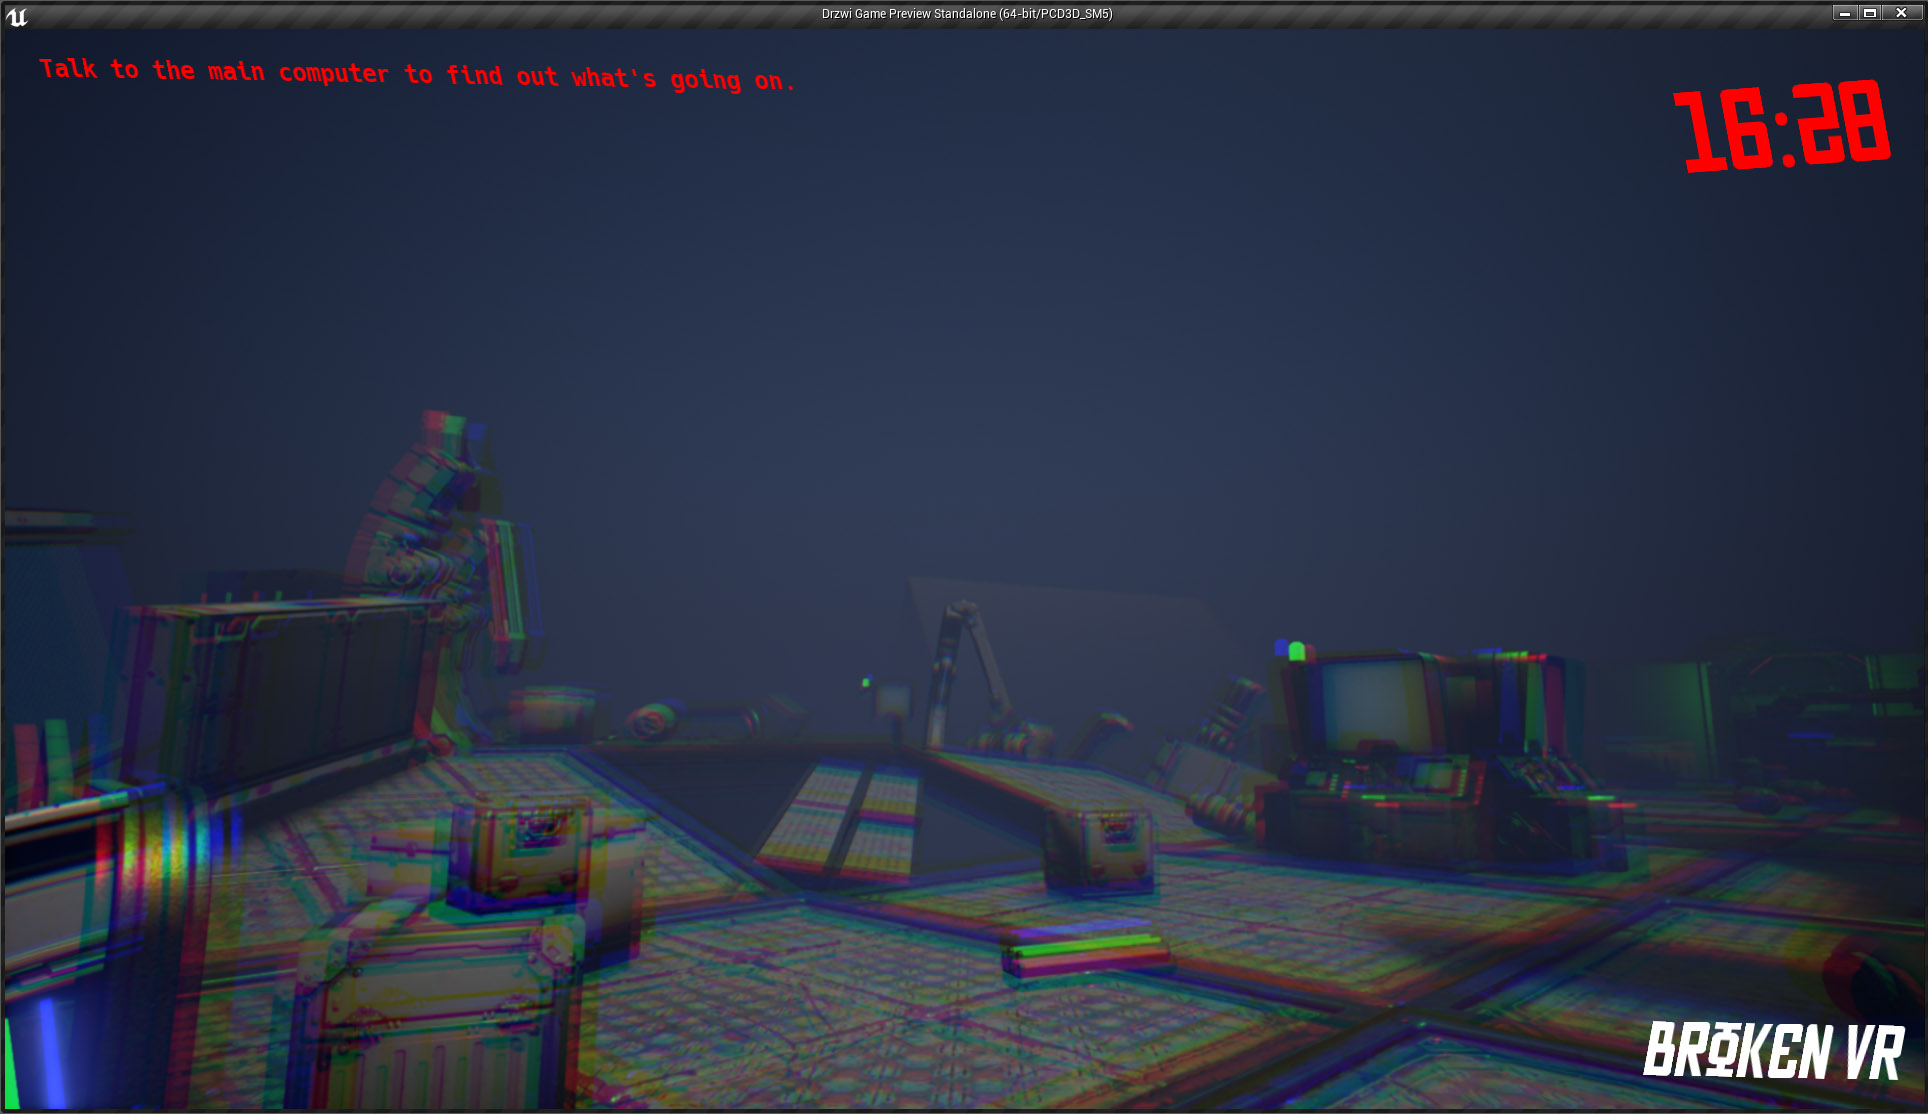 Drzwi Game Preview Standalone (64-bit/PCD3D_SM5)
Talk to the main computer to find out what's going on.
16:28
BROKEN VR